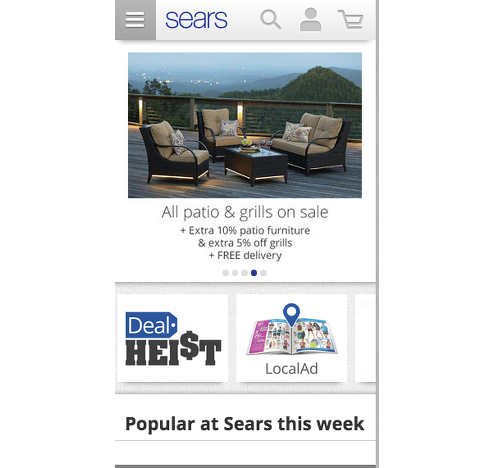 sears
All patio & grills on sale
+ Extra 10% patio furniture
& extra 5% off grills
+ FREE delivery
Deal
HEI$T
LocalAd
Popular at Sears this week